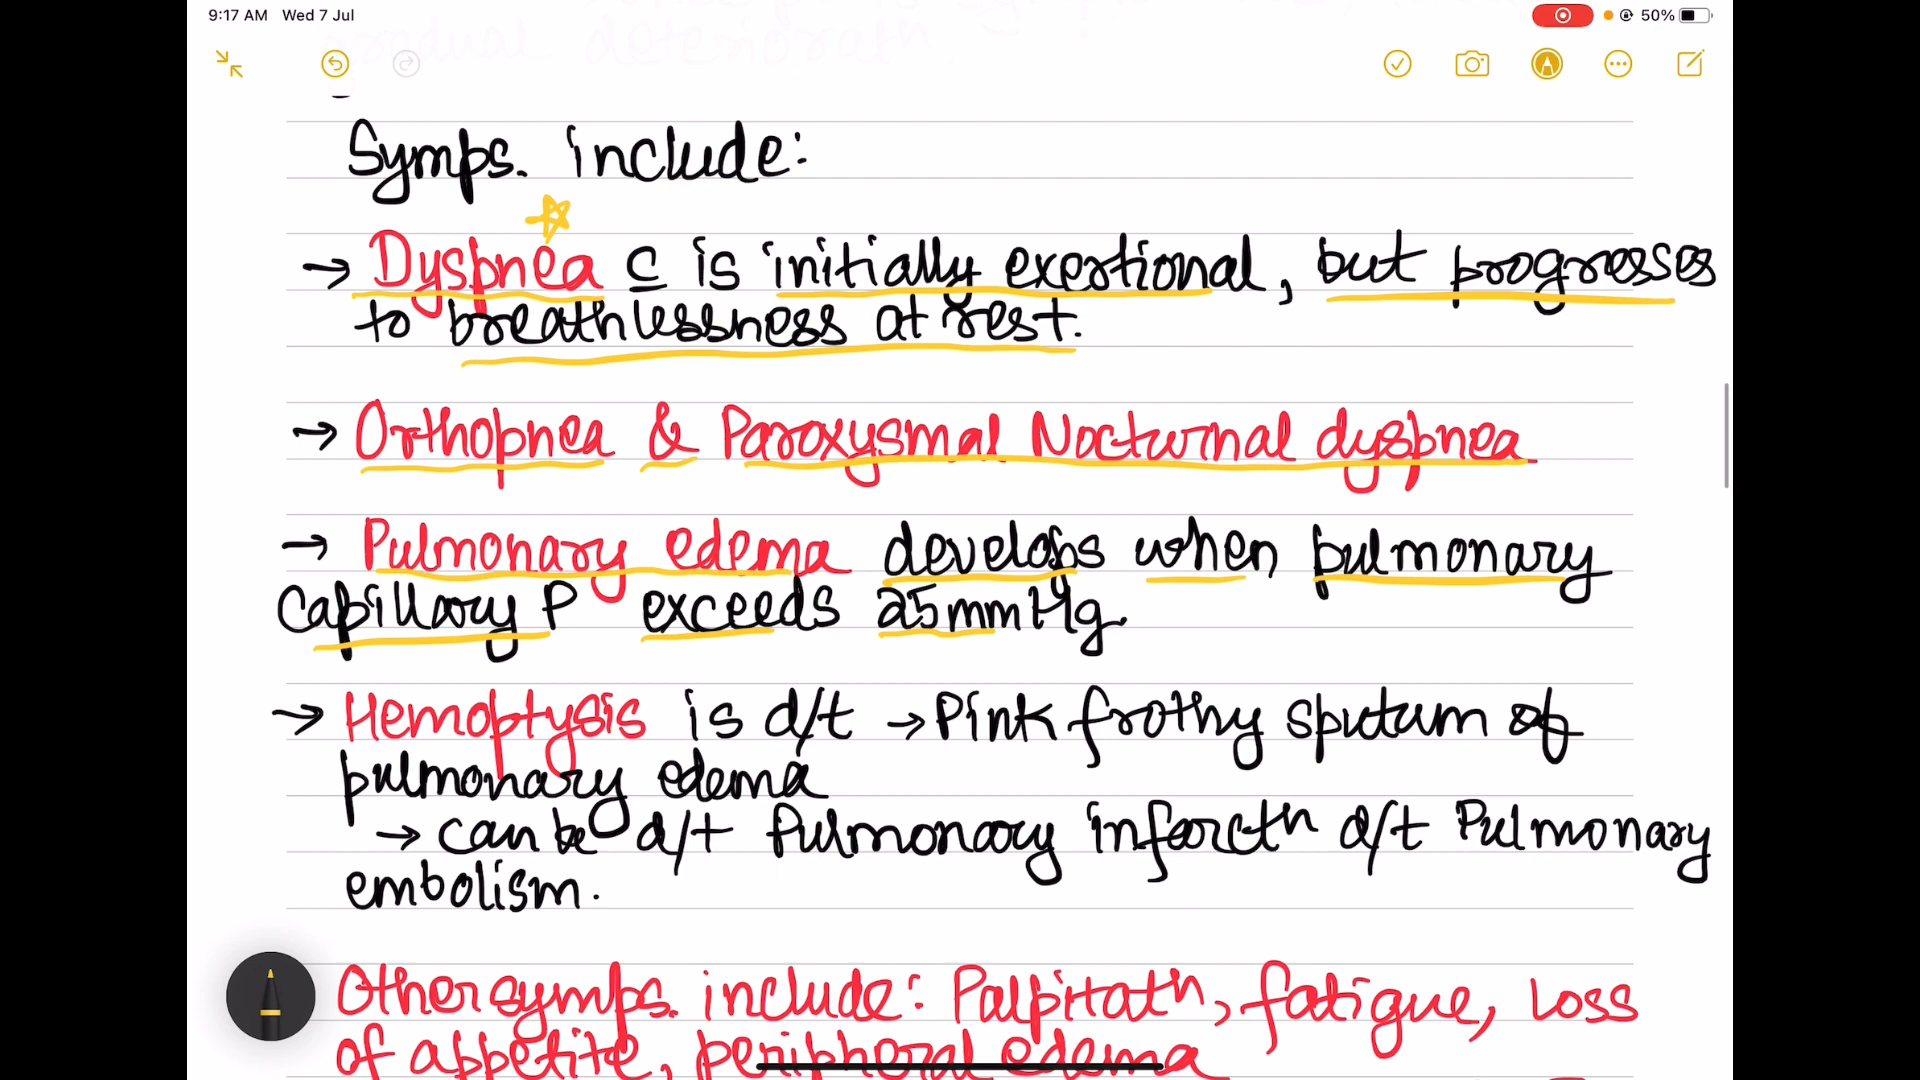 9:17 AM Wed 7 Jul
50%
Symps. include:
→ Dyspnea c is initially exertional, but progresses
to breathlessness at rest.
→ Orthopnea & Paroxysmal Nocturnal dyspnea
→ Pulmonary edema develops when pulmonary
capillary P exceeds 25mmHg.
→ Hemoptysis is d/t → Pink frothy sputum of
pulmonary edema
→ can be d/t Pulmonary infarctn d/t Pulmonary
embolism.
Other symps. include: Palpitatn, fatigue, loss
of appetite, peripheral edema